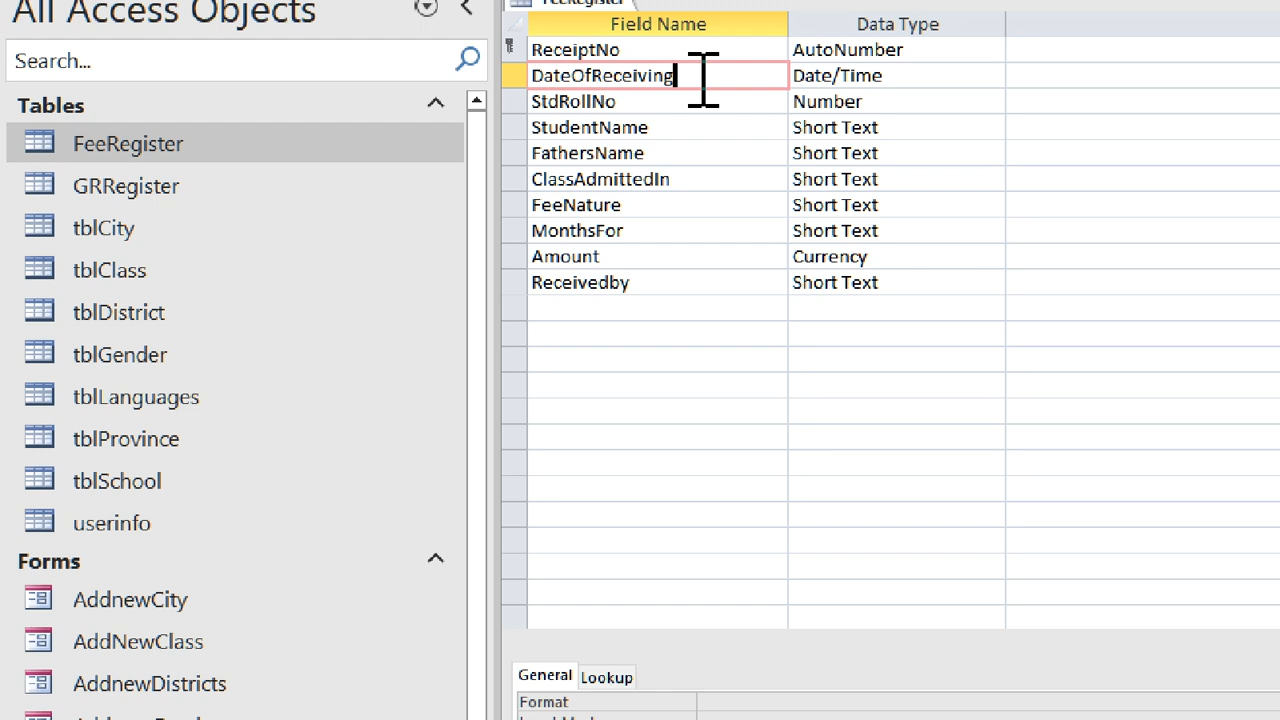 All Access Objects
Search...
Tables
FeeRegister
GRRegister
tblCity
tblClass
tblDistrict
tblGender
tblLanguages
tblProvince
tblSchool
userinfo
Forms
AddnewCity
AddNewClass
AddnewDistricts
FeeRegister
Field Name Data Type
ReceiptNo AutoNumber
DateOfReceiving Date/Time
StdRollNo Number
StudentName Short Text
FathersName Short Text
ClassAdmittedIn Short Text
FeeNature Short Text
MonthsFor Short Text
Amount Currency
Receivedby Short Text
General Lookup
Format